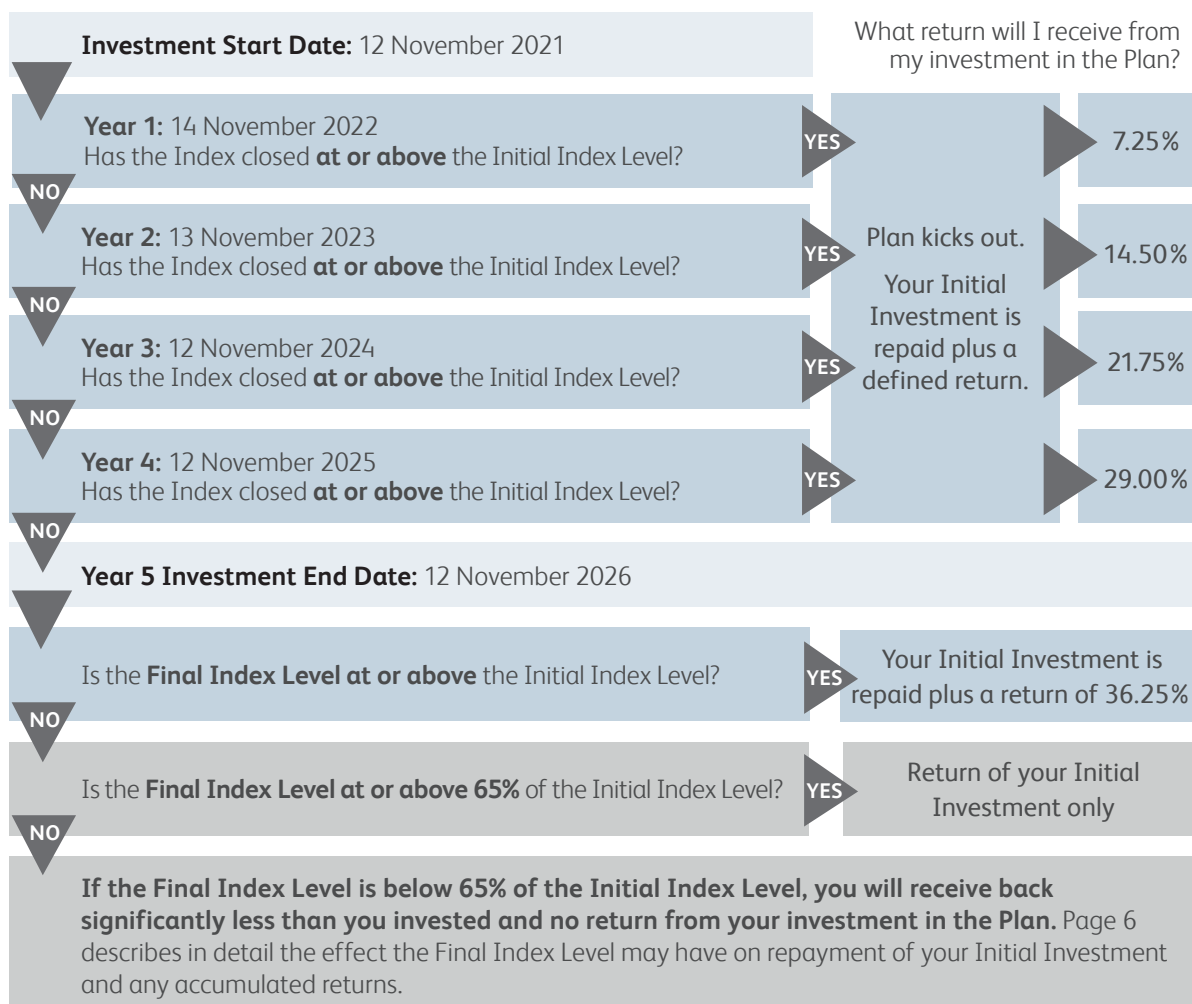 Investment Start Date: 12 November 2021
What return will I receive from
my investment in the Plan?
Year 1: 14 November 2022
Has the Index closed at or above the Initial Index Level?
YES
7.25%
NO
Year 2: 13 November 2023
Has the Index closed at or above the Initial Index Level?
YES
Plan kicks out.
Your Initial
Investment is
repaid plus a
defined return.
14.50%
NO
Year 3: 12 November 2024
Has the Index closed at or above the Initial Index Level?
YES
21.75%
NO
Year 4: 12 November 2025
Has the Index closed at or above the Initial Index Level?
YES
29.00%
NO
Year 5 Investment End Date: 12 November 2026
Is the Final Index Level at or above the Initial Index Level?
YES
Your Initial Investment is
repaid plus a return of 36.25%
NO
Is the Final Index Level at or above 65% of the Initial Index Level?
YES
Return of your Initial
Investment only
NO
If the Final Index Level is below 65% of the Initial Index Level, you will receive back
significantly less than you invested and no return from your investment in the Plan. Page 6
describes in detail the effect the Final Index Level may have on repayment of your Initial Investment
and any accumulated returns.